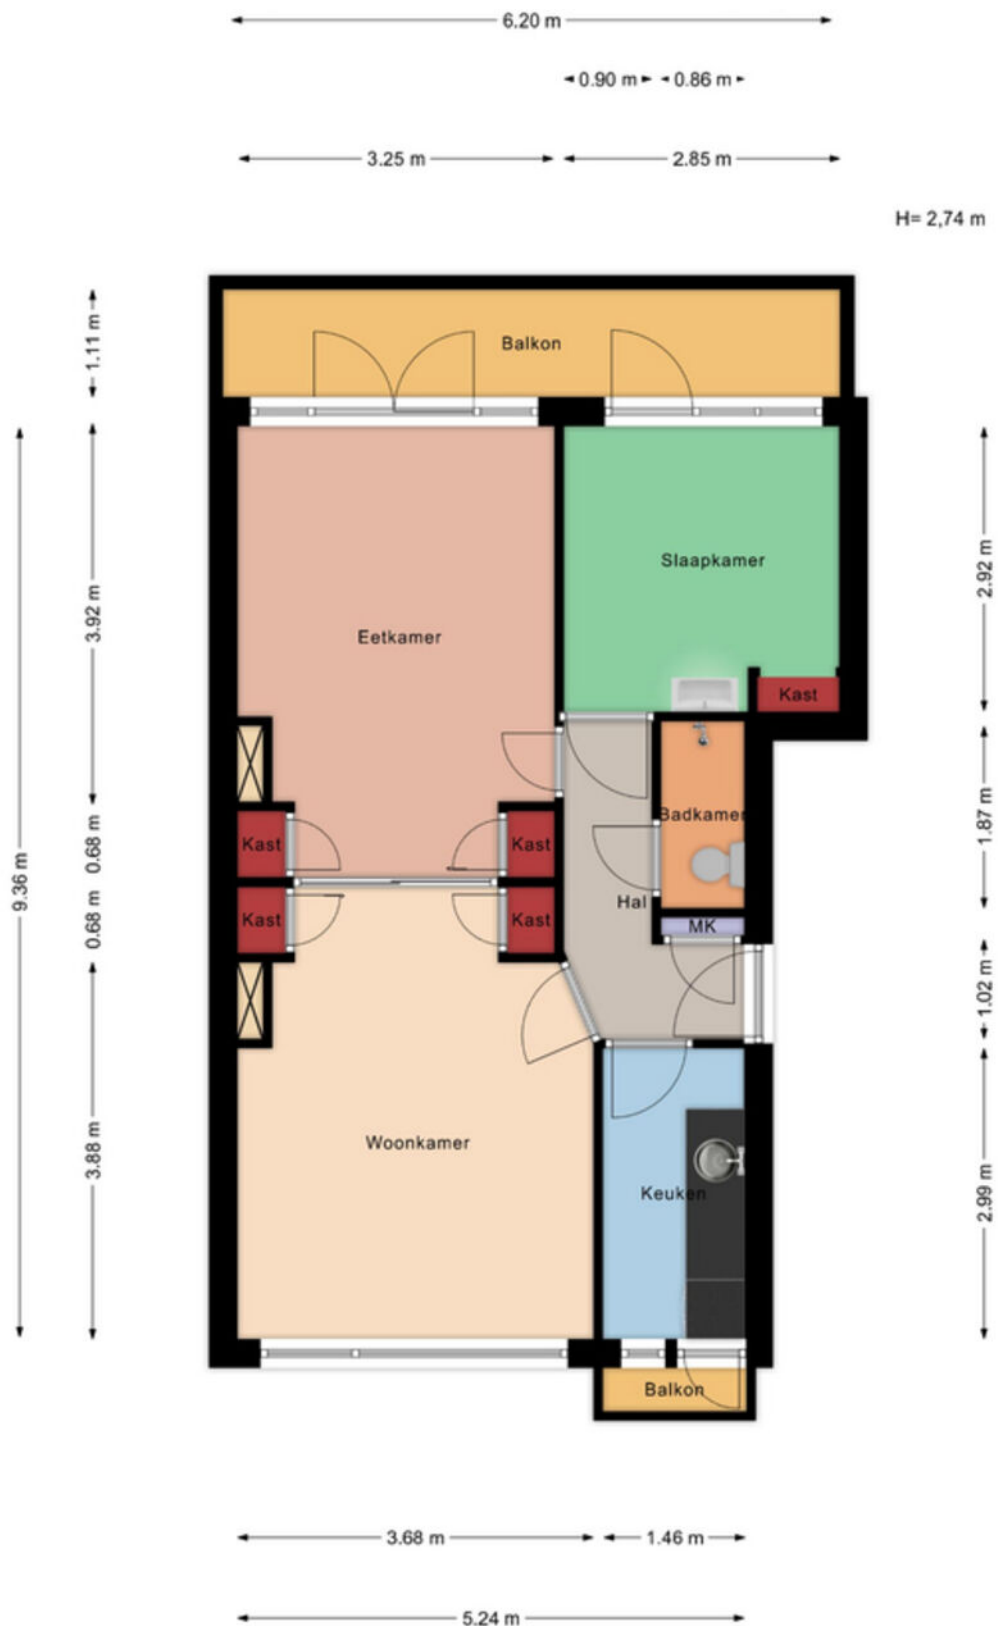 6.20 m
0.90 m
0.86 m
3.25 m
2.85 m
H= 2,74 m
1.11 m
Balkon
3.92 m
2.92 m
Slaapkamer
Eetkamer
Kast
Badkamer
1.87 m
0.68 m
Kast
Kast
9.36 m
Hal
0.68 m
Kast
Kast
MK
1.02 m
Woonkamer
3.88 m
Keuken
2.99 m
Balkon
3.68 m
1.46 m
5.24 m